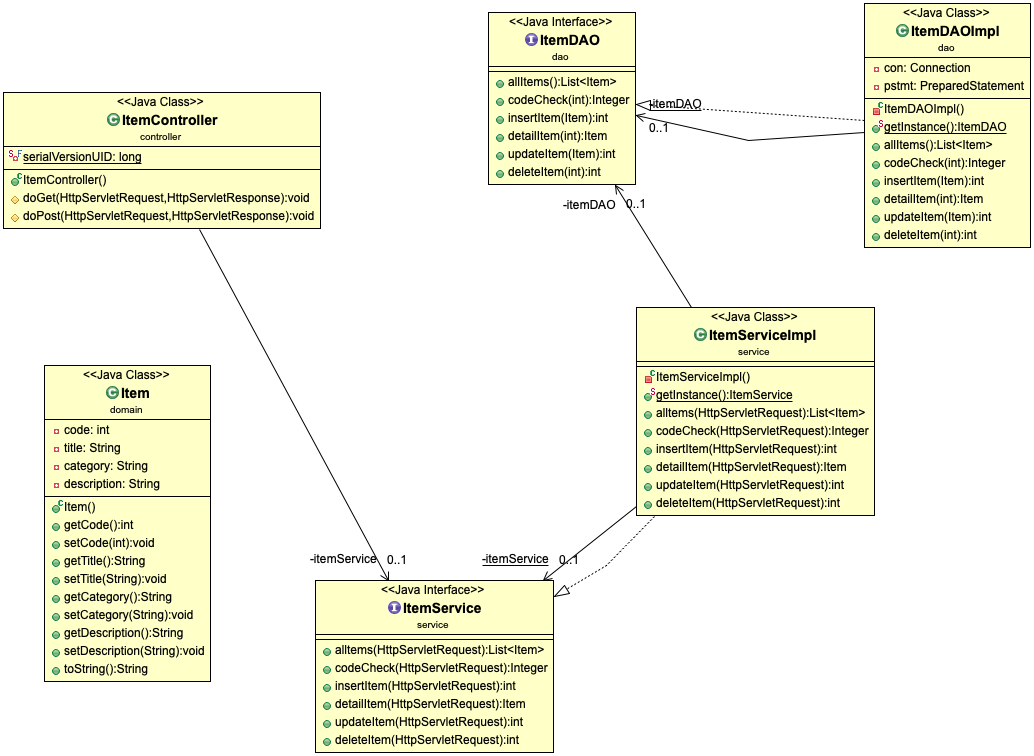 <<Java Interface>>
ItemDAO
dao
allItems():List<Item>
codeCheck(int):Integer
insertItem(Item):int
detailItem(int):Item
updateItem(Item):int
deleteItem(int):int
<<Java Class>>
ItemDAOImpl
dao
con: Connection
pstmt: PreparedStatement
ItemDAOImpl()
getInstance():ItemDAO
allItems():List<Item>
codeCheck(int):Integer
insertItem(Item):int
detailItem(int):Item
updateItem(Item):int
deleteItem(int):int
-itemDAO
0..1
<<Java Class>>
ItemController
controller
serialVersionUID: long
ItemController()
doGet(HttpServletRequest,HttpServletResponse):void
doPost(HttpServletRequest,HttpServletResponse):void
-itemDAO 0..1
<<Java Class>>
ItemServiceImpl
service
ItemServiceImpl()
getInstance():ItemService
allItems(HttpServletRequest):List<Item>
codeCheck(HttpServletRequest):Integer
insertItem(HttpServletRequest):int
detailItem(HttpServletRequest):Item
updateItem(HttpServletRequest):int
deleteItem(HttpServletRequest):int
<<Java Class>>
Item
domain
code: int
title: String
category: String
description: String
Item()
getCode():int
setCode(int):void
getTitle():String
setTitle(String):void
getCategory():String
setCategory(String):void
getDescription():String
setDescription(String):void
toString():String
-itemService 0..1
-itemService 0..1
<<Java Interface>>
ItemService
service
allItems(HttpServletRequest):List<Item>
codeCheck(HttpServletRequest):Integer
insertItem(HttpServletRequest):int
detailItem(HttpServletRequest):Item
updateItem(HttpServletRequest):int
deleteItem(HttpServletRequest):int